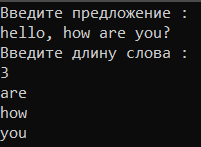 Введите предложение :
hello, how are you?
Введите длину слова :
3
are
how
you